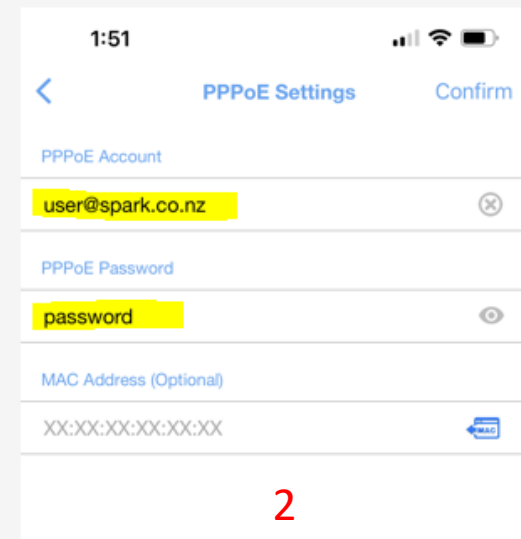 1:51
PPPoE Settings Confirm
PPPoE Account
user@spark.co.nz
PPPoE Password
password
MAC Address (Optional)
XX:XX:XX:XX:XX:XX MAC
2